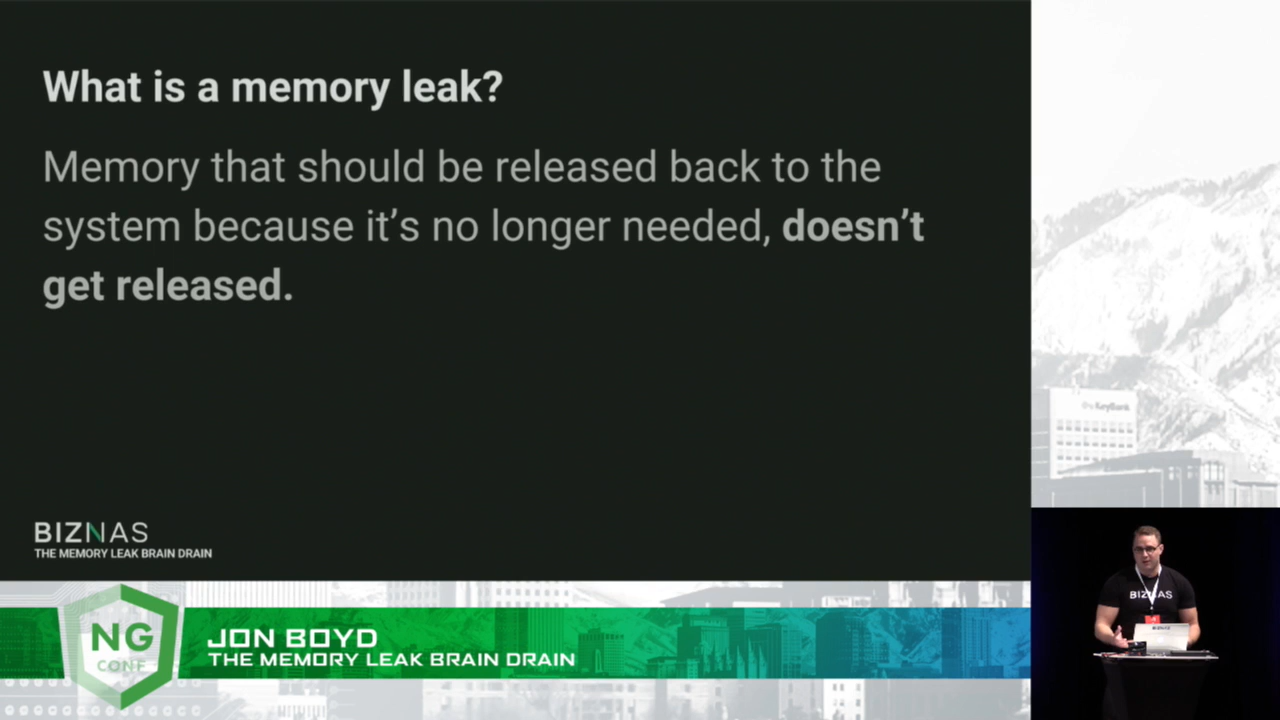 What is a memory leak?
Memory that should be released back to the
system because it’s no longer needed, doesn’t
get released.
BIZNAS
THE MEMORY LEAK BRAIN DRAIN
NG
CONF
JON BOYD
THE MEMORY LEAK BRAIN DRAIN
KeyBank
BIZNAS
BIZNAS